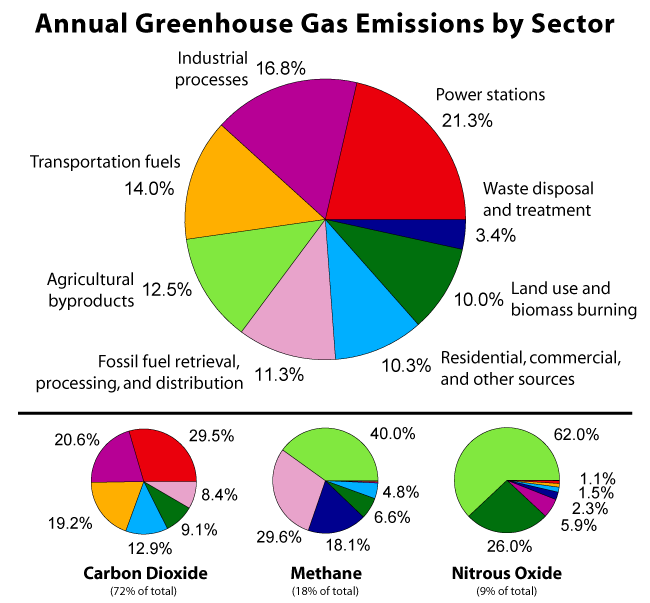 Annual Greenhouse Gas Emissions by Sector
Industrial
processes
16.8%
Power stations
21.3%
Transportation fuels
14.0%
Waste disposal
and treatment
3.4%
Agricultural
byproducts
12.5%
10.0%
Land use and
biomass burning
Fossil fuel retrieval,
processing, and distribution
11.3%
10.3%
Residential, commercial,
and other sources
20.6%
29.5%
8.4%
9.1%
12.9%
19.2%
Carbon Dioxide
(72% of total)
40.0%
4.8%
6.6%
18.1%
29.6%
Methane
(18% of total)
62.0%
1.1%
1.5%
2.3%
5.9%
26.0%
Nitrous Oxide
(9% of total)